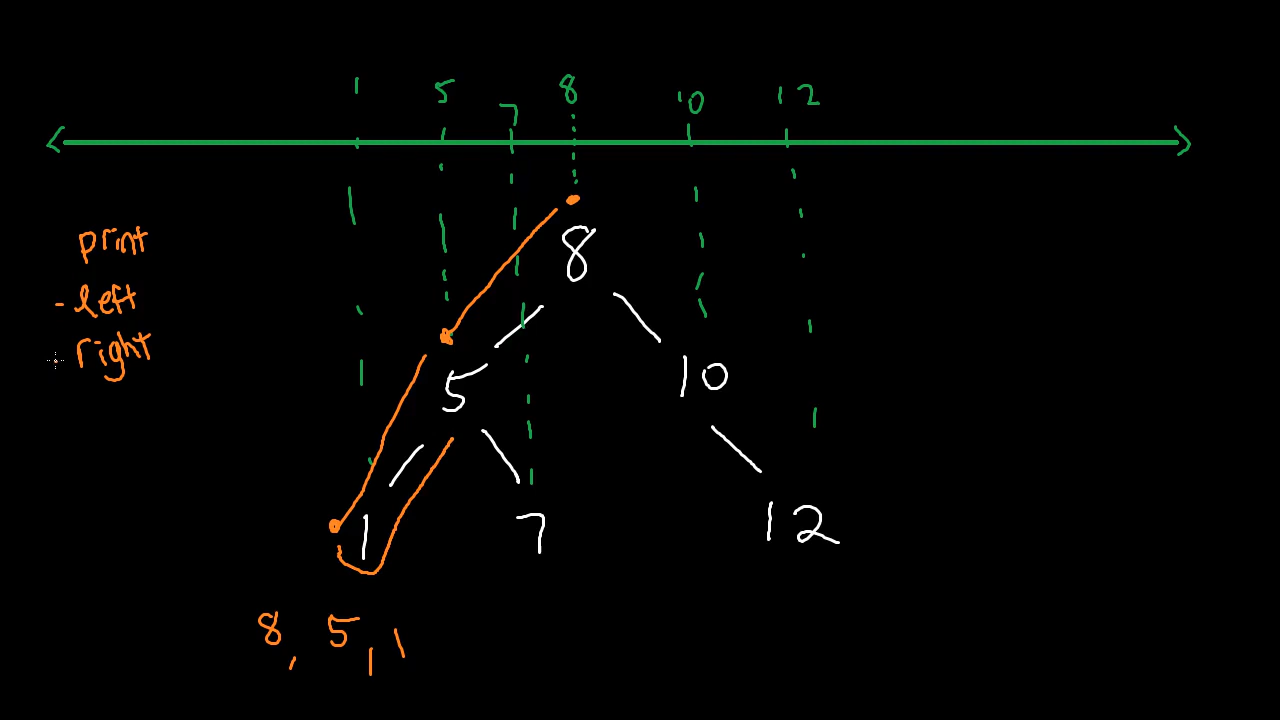 1 5 7 8 10 12
print
8
- left
- right
5 10
1 7 12
8, 5, 1